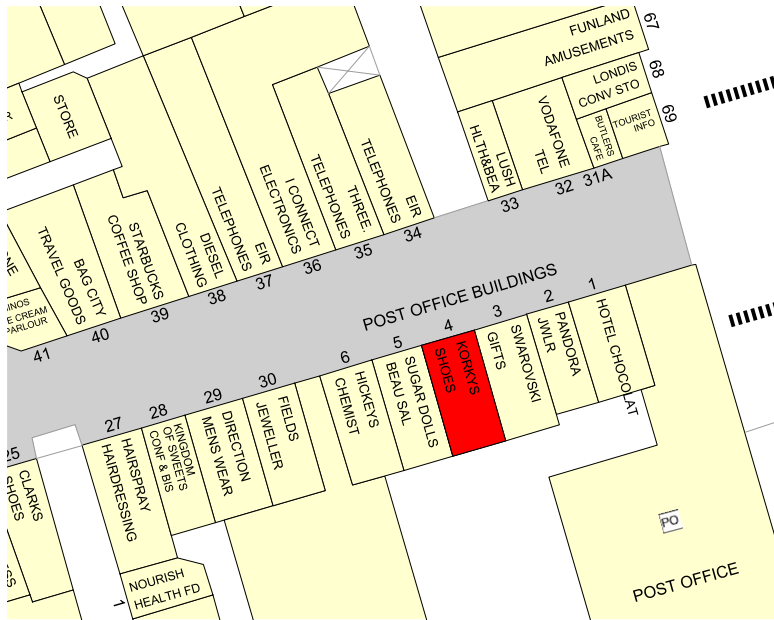 FUNLAND
AMUSEMENTS
67
LONDIS
CONV STO
68
TOURIST
INFO
69
BUTLERS
CAFE
31A
VODAFONE
TEL
32
LUSH
HLTH&BEA
33
EIR
TELEPHONES
34
THREE
TELEPHONES
35
I CONNECT
ELECTRONICS
36
EIR
TELEPHONES
37
DIESEL
CLOTHING
38
STARBUCKS
COFFEE SHOP
39
BAG CITY
TRAVEL GOODS
40
41
STORE
R
NE
INOS
E CREAM
PARLOUR
POST OFFICE BUILDINGS
1
HOTEL CHOCOLAT
2
PANDORA
JWLR
3
SWAROVSKI
GIFTS
4
KORKYS
SHOES
5
SUGAR DOLLS
BEAU SAL
6
HICKEYS
CHEMIST
30
FIELDS
JEWELLER
29
DIRECTION
MENS WEAR
28
KINGDOM
OF SWEETS
CONF & BIS
27
HAIRSPRAY
HAIRDRESSING
25
CLARKS
SHOES
SS
NOURISH
HEALTH FD
1
PO
POST OFFICE